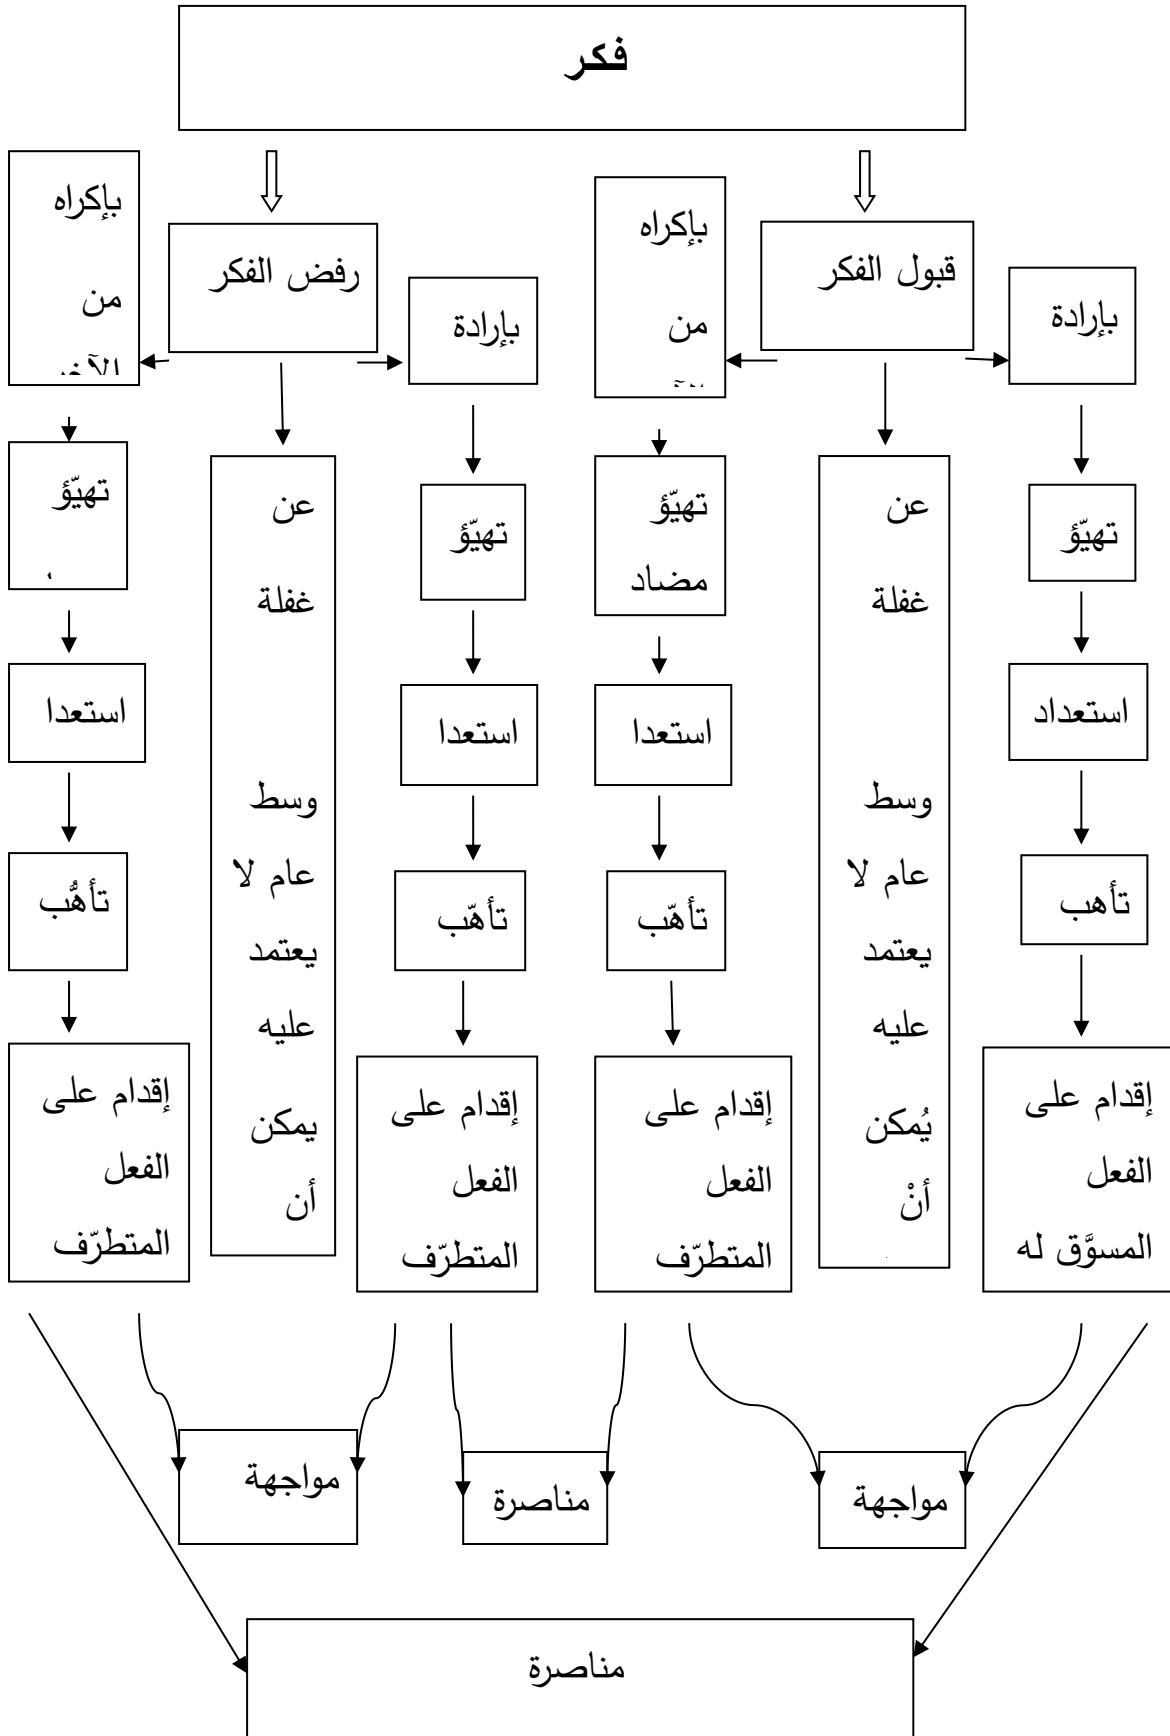 فكر
قبول الفكر
رفض الفكر
بإرادة
بإكراه
من
بإرادة
بإكراه
من
الآخر
تهيّؤ
عن
غفلة
وسط
عام لا
يعتمد
عليه
يُمكن
أنْ
تهيّؤ
مضاد
تهيّؤ
عن
غفلة
وسط
عام لا
يعتمد
عليه
يمكن
أن
تهيّؤ
استعداد
استعدا
استعدا
استعدا
تأهب
تأهّب
تأهّب
تأهُّب
إقدام على
الفعل
المسوَّق له
إقدام على
الفعل
المتطرّف
إقدام على
الفعل
المتطرّف
إقدام على
الفعل
المتطرّف
مواجهة
مناصرة
مواجهة
مناصرة